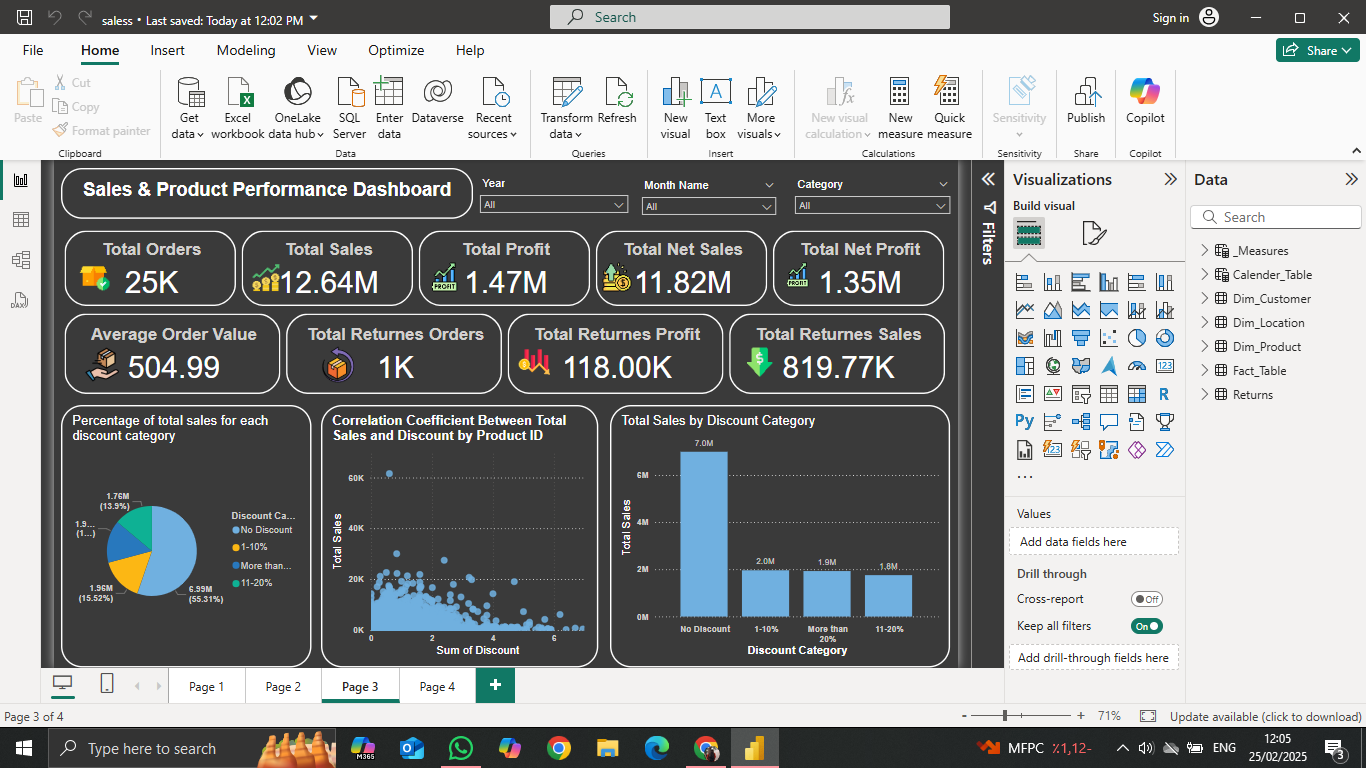 saless • Last saved: Today at 12:02 PM
Search
Sign in
File Home Insert Modeling View Optimize Help
Share
Paste
Cut
Copy
Format painter
Clipboard
Get data
Excel workbook
OneLake data hub
SQL Server
Enter data
Dataverse
Recent sources
Data
Transform data
Refresh
Queries
New visual
Text box
More visuals
Insert
New visual calculation
New measure
Quick measure
Calculations
Sensitivity
Sensitivity
Publish
Share
Copilot
Copilot
Sales & Product Performance Dashboard
Year
All
Month Name
All
Category
All
Total Orders
25K
Total Sales
12.64M
Total Profit
PROFIT
1.47M
Total Net Sales
11.82M
Total Net Profit
PROFIT
1.35M
Average Order Value
504.99
Total Returnes Orders
1K
Total Returnes Profit
118.00K
Total Returnes Sales
819.77K
Percentage of total sales for each
discount category
1.76M
(13.9%)
1.9...
(1...)
1.96M
(15.52%)
6.99M
(55.31%)
Discount Ca...
No Discount
1-10%
More than...
11-20%
Correlation Coefficient Between Total
Sales and Discount by Product ID
Total Sales
60K
40K
20K
0K
0 2 4 6
Sum of Discount
Total Sales by Discount Category
Total Sales
6M
4M
2M
0M
7.0M
2.0M
1.9M
1.8M
No Discount
1-10%
More than
20%
11-20%
Discount Category
Filters
Visualizations
Build visual
123
R
Py
123
...
Values
Add data fields here
Drill through
Cross-report
Off
Keep all filters
On
Add drill-through fields here
Data
Search
_Measures
Calender_Table
Dim_Customer
Dim_Location
Dim_Product
Fact_Table
Returns
DAX
Page 1
Page 2
Page 3
Page 4
+
Page 3 of 4
- + 71%
Update available (click to download)
Type here to search
M365
MFPC ٪1,12-
ENG
12:05
25/02/2025
3